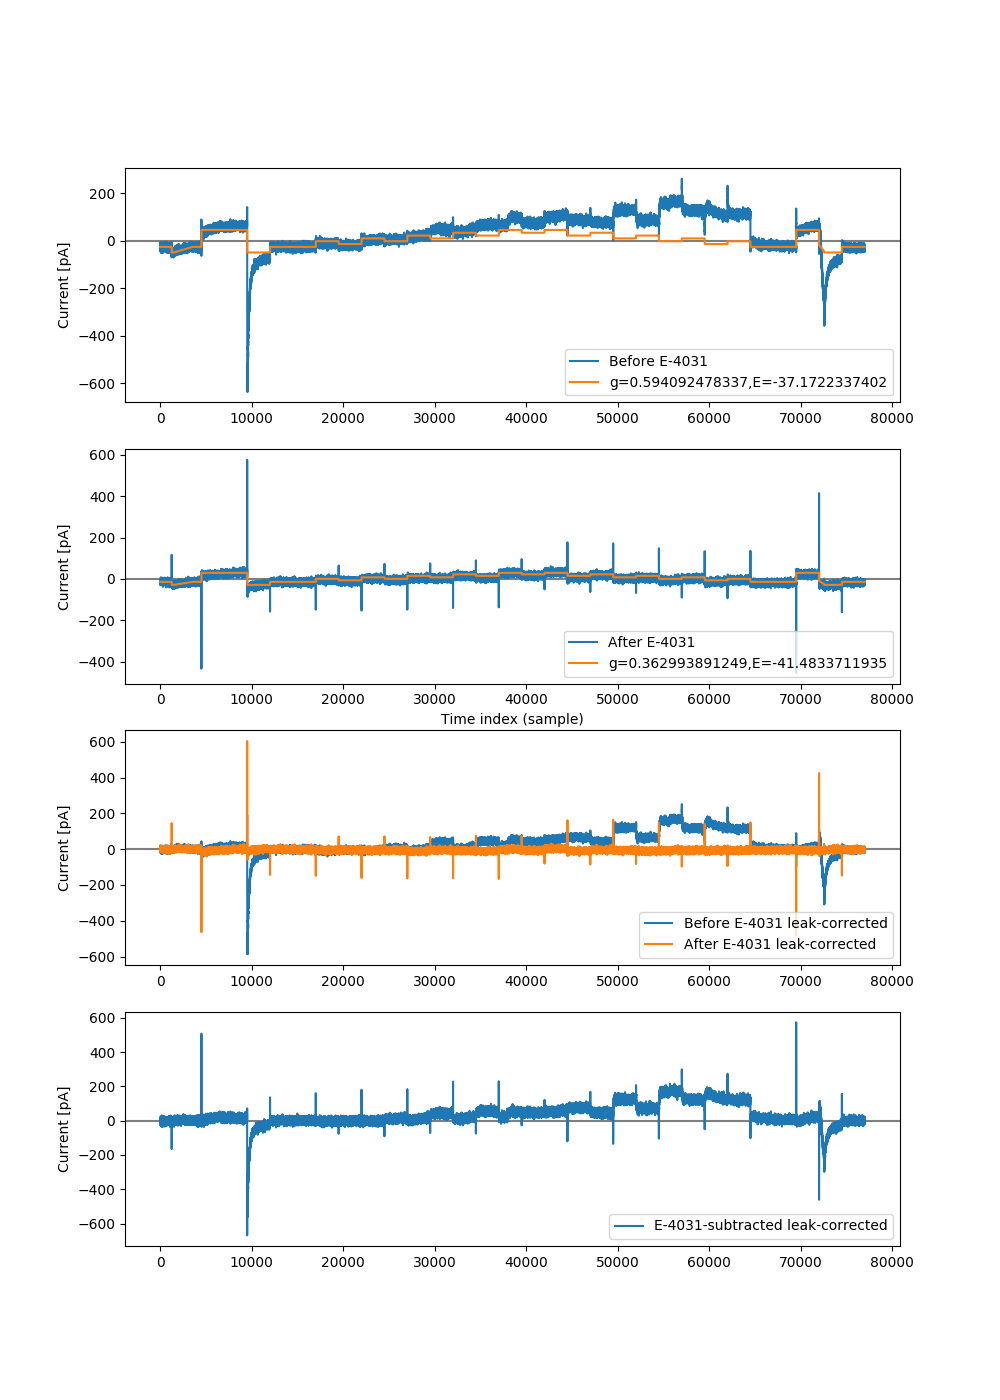 200
0
−200
−400
−600
Current [pA]
Before E-4031
g=0.594092478337,E=-37.1722337402
0 10000 20000 30000 40000 50000 60000 70000 80000
600
400
200
0
−200
−400
Current [pA]
After E-4031
g=0.362993891249,E=-41.4833711935
0 10000 20000 30000 40000 50000 60000 70000 80000
Time index (sample)
600
400
200
0
−200
−400
−600
Current [pA]
Before E-4031 leak-corrected
After E-4031 leak-corrected
0 10000 20000 30000 40000 50000 60000 70000 80000
600
400
200
0
−200
−400
−600
Current [pA]
E-4031-subtracted leak-corrected
0 10000 20000 30000 40000 50000 60000 70000 80000